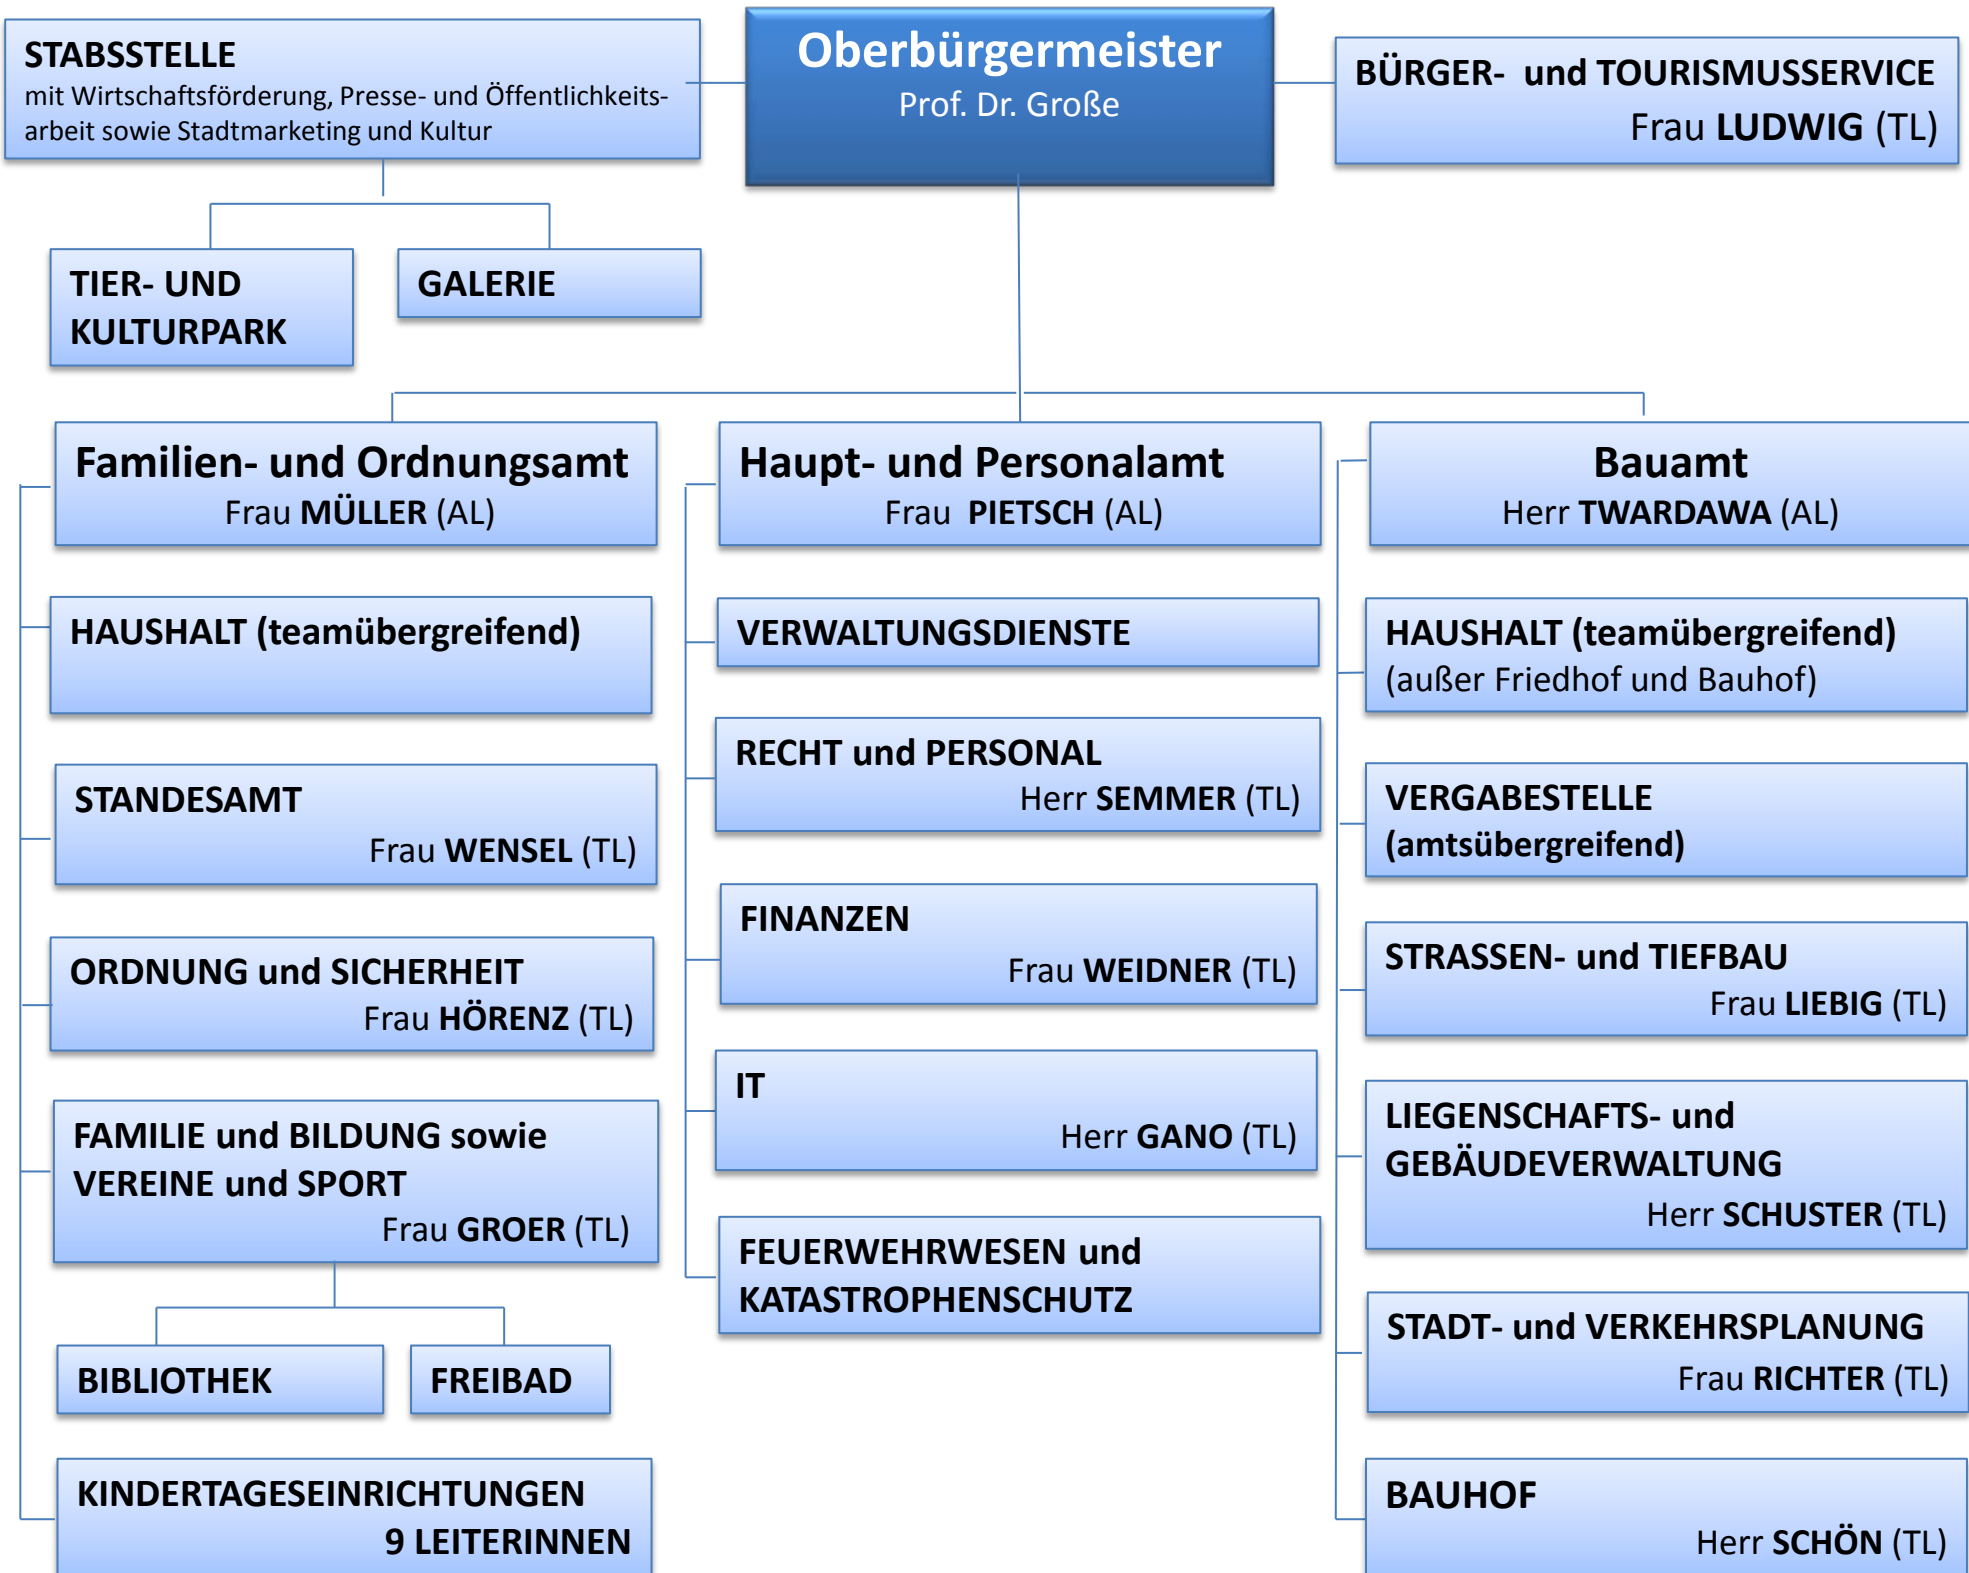 STABSSTELLE
mit Wirtschaftsförderung, Presse- und Öffentlichkeits-
arbeit sowie Stadtmarketing und Kultur
Oberbürgermeister
Prof. Dr. Große
BÜRGER- und TOURISMUSSERVICE
Frau LUDWIG (TL)
TIER- UND
KULTURPARK
GALERIE
Familien- und Ordnungsamt
Frau MÜLLER (AL)
HAUSHALT (teamübergreifend)
STANDESAMT
Frau WENSEL (TL)
ORDNUNG und SICHERHEIT
Frau HÖRENZ (TL)
FAMILIE und BILDUNG sowie
VEREINE und SPORT
Frau GROER (TL)
BIBLIOTHEK
FREIBAD
KINDERTAGESEINRICHTUNGEN
9 LEITERINNEN
Haupt- und Personalamt
Frau PIETSCH (AL)
VERWALTUNGSDIENSTE
RECHT und PERSONAL
Herr SEMMER (TL)
FINANZEN
Frau WEIDNER (TL)
IT
Herr GANO (TL)
FEUERWEHRWESEN und
KATASTROPHENSCHUTZ
Bauamt
Herr TWARDAWA (AL)
HAUSHALT (teamübergreifend)
(außer Friedhof und Bauhof)
VERGABESTELLE
(amtsübergreifend)
STRASSEN- und TIEFBAU
Frau LIEBIG (TL)
LIEGENSCHAFTS- und
GEBÄUDEVERWALTUNG
Herr SCHUSTER (TL)
STADT- und VERKEHRSPLANUNG
Frau RICHTER (TL)
BAUHOF
Herr SCHÖN (TL)